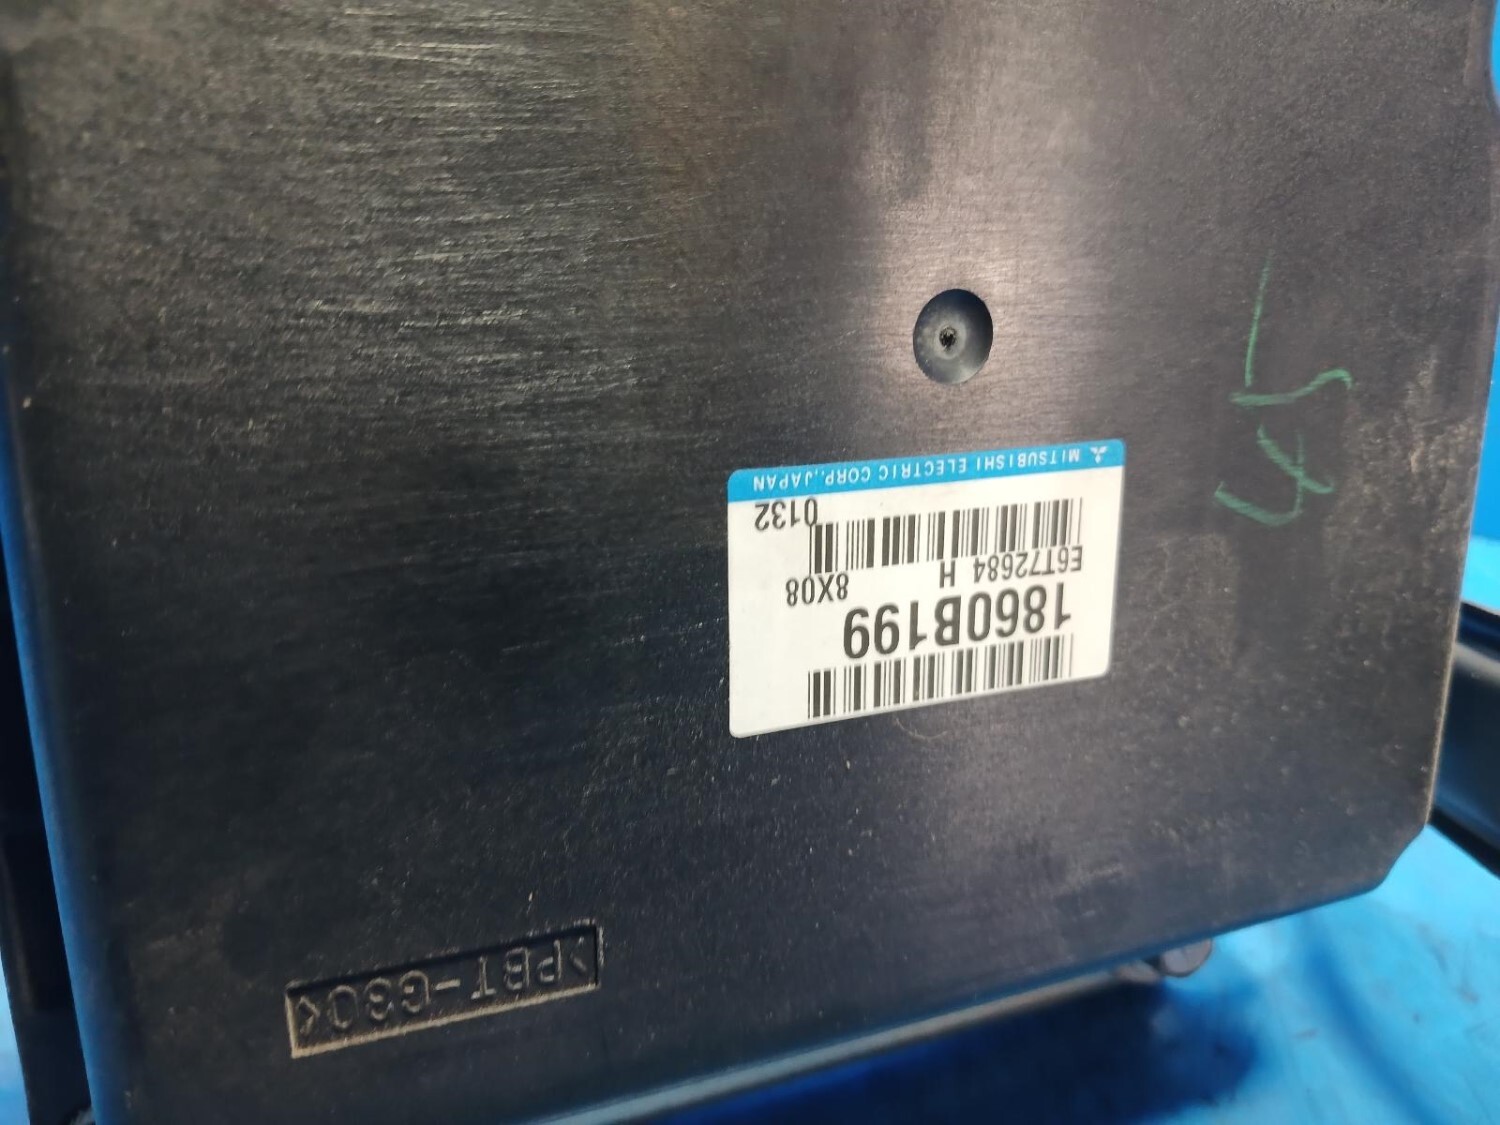 MITSUBISHI ELECTRIC CORP., JAPAN
0132
E6T72684 H 8X08
1860B199
>PBT-G30<